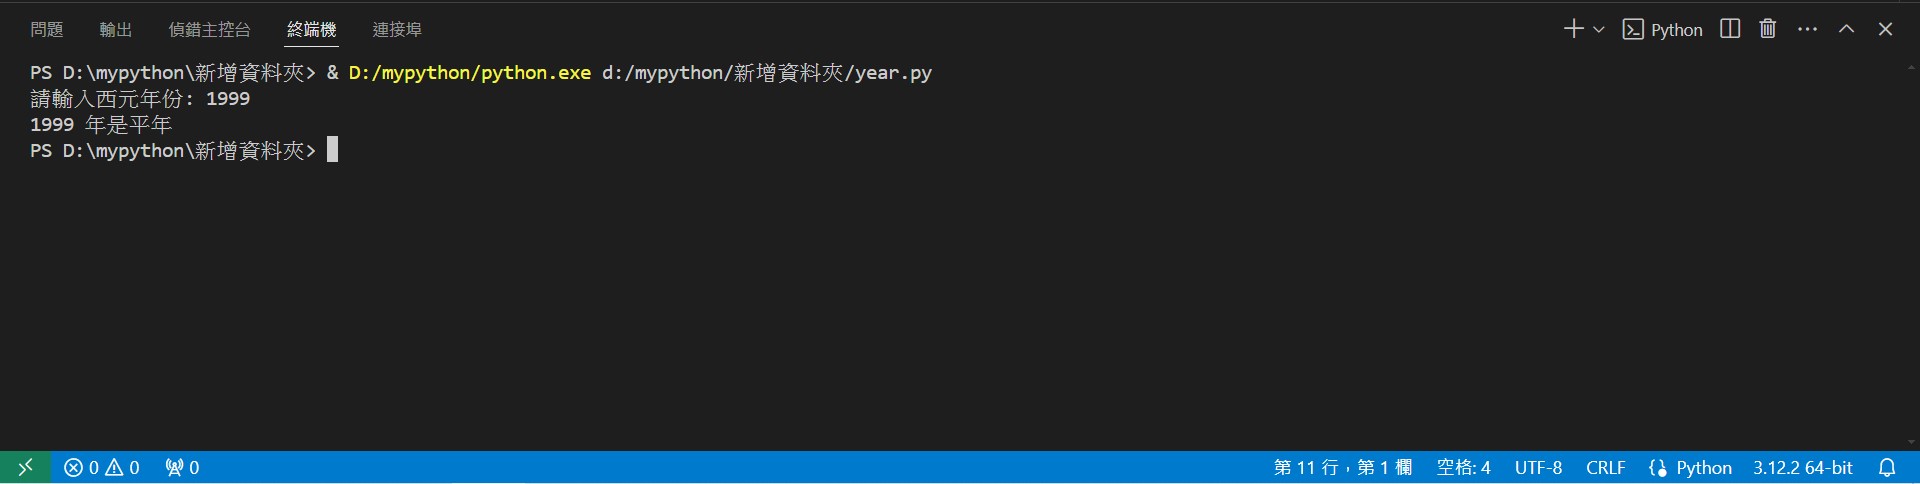 問題 輸出 偵錯主控台 終端機 連接埠 Python
PS D:\mypython\新增資料夾> & D:/mypython/python.exe d:/mypython/新增資料夾/year.py
請輸入西元年份: 1999
1999 年是平年
PS D:\mypython\新增資料夾>
0 0 0 第 11 行，第 1 欄 空格: 4 UTF-8 CRLF Python 3.12.2 64-bit